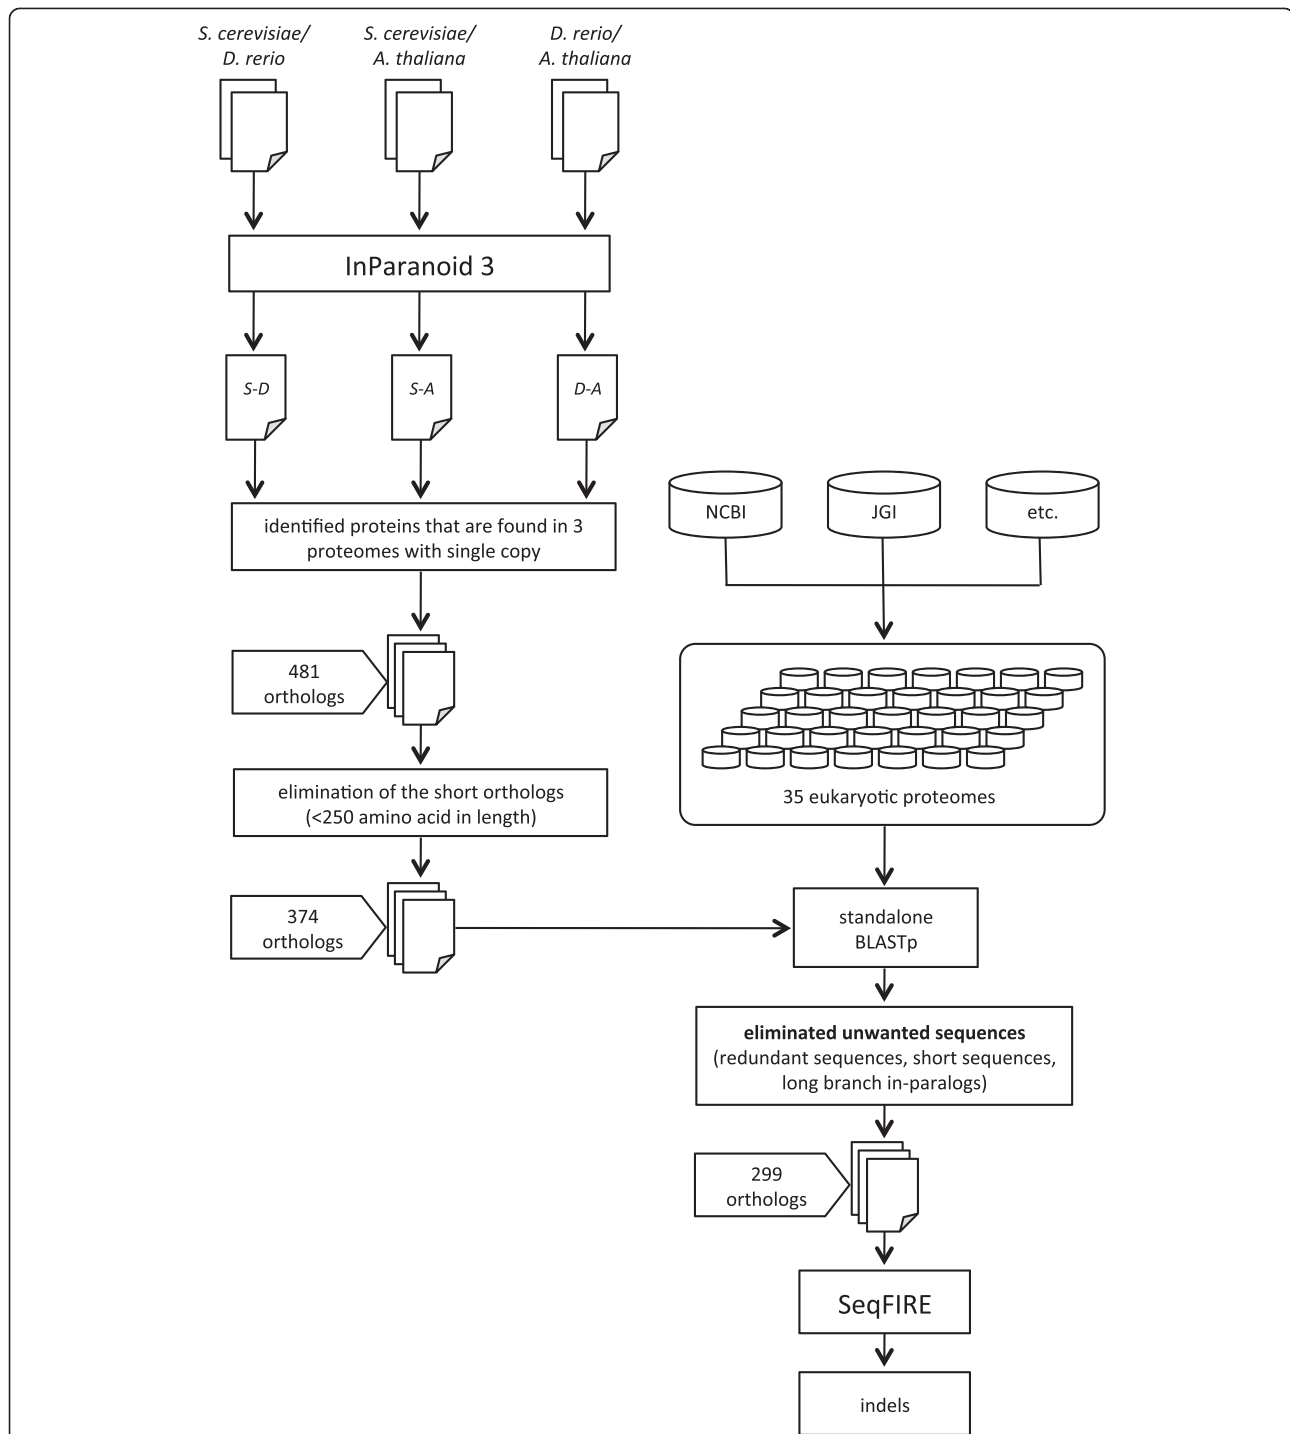 S. cerevisiae/
D. rerio
S. cerevisiae/
A. thaliana
D. rerio/
A. thaliana
InParanoid 3
S-D
S-A
D-A
identified proteins that are found in 3
proteomes with single copy
481
orthologs
elimination of the short orthologs
(<250 amino acid in length)
374
orthologs
NCBI
JGI
etc.
35 eukaryotic proteomes
standalone
BLASTp
eliminated unwanted sequences
(redundant sequences, short sequences,
long branch in-paralogs)
299
orthologs
SeqFIRE
indels